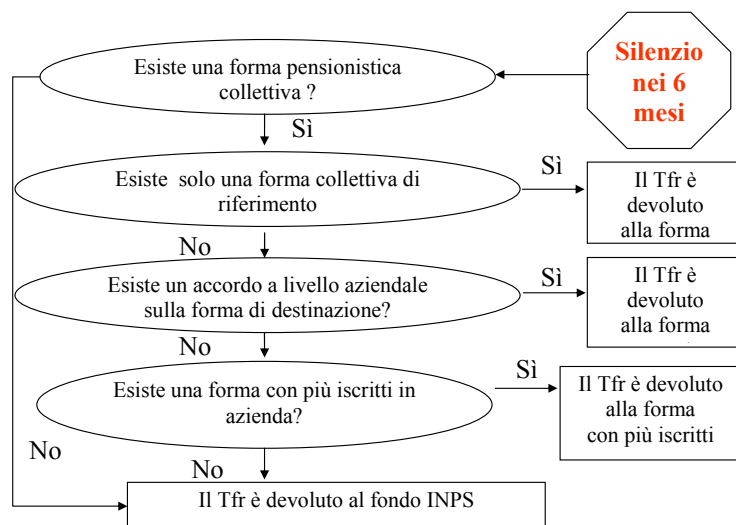 Esiste una forma pensionistica
collettiva ?
Silenzio
nei 6
mesi
Sì
Esiste solo una forma collettiva di
riferimento
Sì
Il Tfr è
devoluto
alla forma
No
Esiste un accordo a livello aziendale
sulla forma di destinazione?
Sì
Il Tfr è
devoluto
alla forma
No
Esiste una forma con più iscritti in
azienda?
Sì
Il Tfr è devoluto
alla forma
con più iscritti
No
No
Il Tfr è devoluto al fondo INPS